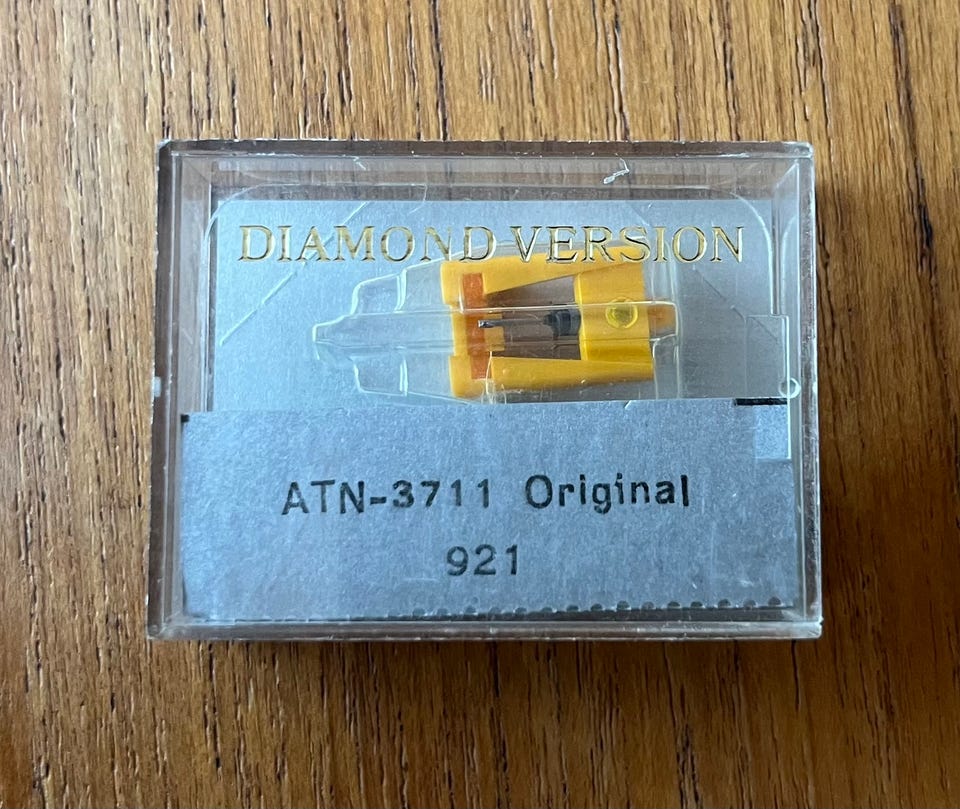 DIAMOND VERSION
ATN-3711 Original
921